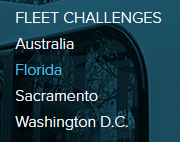 FLEET CHALLENGES
Australia
Florida
Sacramento
Washington D.C.